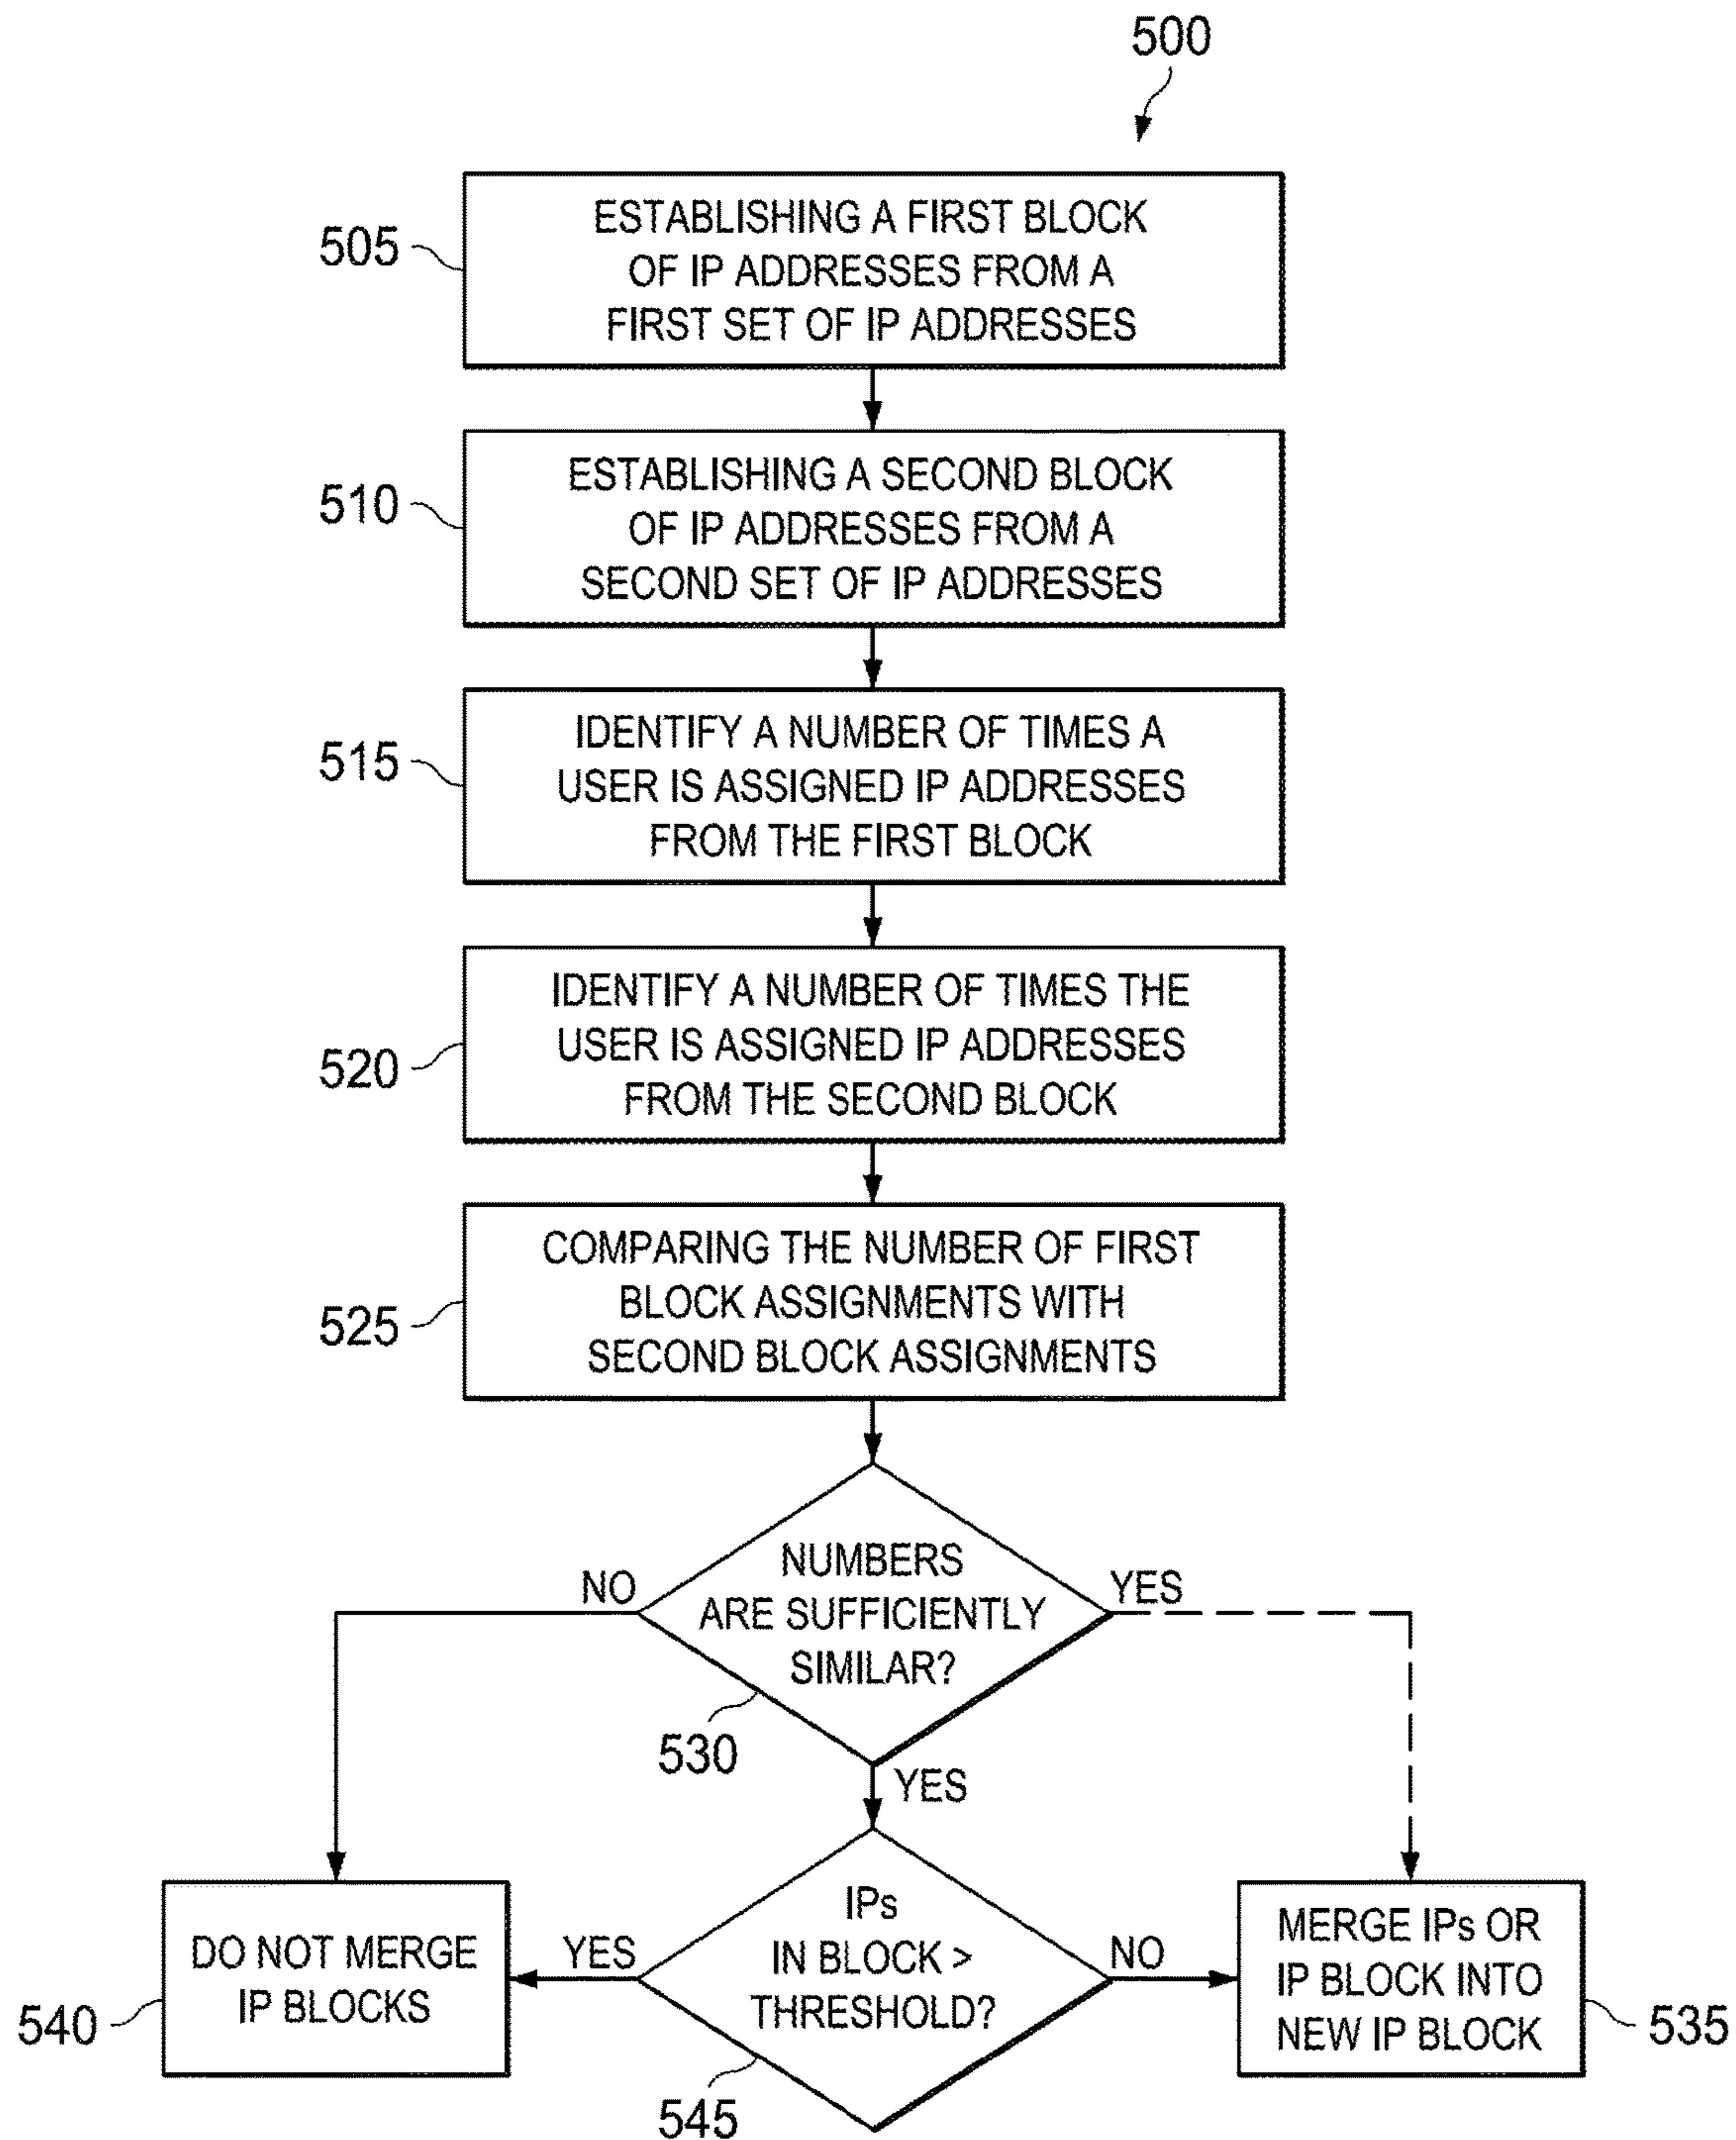 500
505
ESTABLISHING A FIRST BLOCK
OF IP ADDRESSES FROM A
FIRST SET OF IP ADDRESSES
510
ESTABLISHING A SECOND BLOCK
OF IP ADDRESSES FROM A
SECOND SET OF IP ADDRESSES
515
IDENTIFY A NUMBER OF TIMES A
USER IS ASSIGNED IP ADDRESSES
FROM THE FIRST BLOCK
520
IDENTIFY A NUMBER OF TIMES THE
USER IS ASSIGNED IP ADDRESSES
FROM THE SECOND BLOCK
525
COMPARING THE NUMBER OF FIRST
BLOCK ASSIGNMENTS WITH
SECOND BLOCK ASSIGNMENTS
NO
NUMBERS
ARE SUFFICIENTLY
SIMILAR?
YES
530
YES
540
DO NOT MERGE
IP BLOCKS
YES
IPs
IN BLOCK >
THRESHOLD?
NO
545
MERGE IPs OR
IP BLOCK INTO
NEW IP BLOCK
535